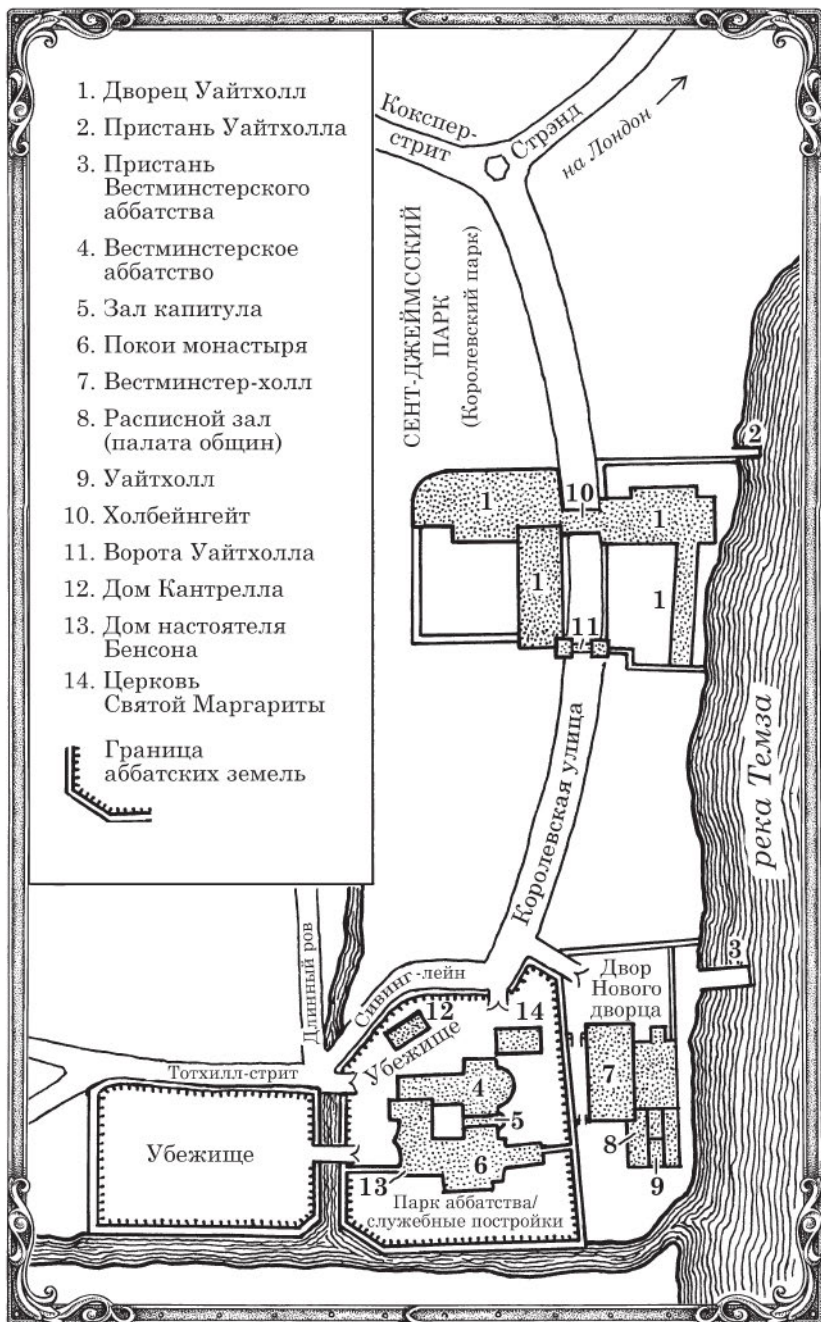 1. Дворец Уайтхолл
2. Пристань Уайтхолла
3. Пристань
Вестминстерского
аббатства
4. Вестминстерское
аббатство
5. Зал капитула
6. Покои монастыря
7. Вестминстер-холл
8. Расписной зал
(палата общин)
9. Уайтхолл
10. Холбейнгейт
11. Ворота Уайтхолла
12. Дом Кантрелла
13. Дом настоятеля
Бенсона
14. Церковь
Святой Маргариты
Граница
аббатских земель
Кокспер-
стрит
Стрэнд
на Лондон
СЕНТ-ДЖЕЙМССКИЙ
ПАРК
(Королевский парк)
2
10
1
1
1
1
11
река Темза
Королевская улица
3
Двор
Нового
дворца
Длинный ров
Сивинг-лейн
12
14
Убежище
Тотхилл-стрит
4
7
5
8
Убежище
6
9
13
Парк аббатства/
служебные постройки